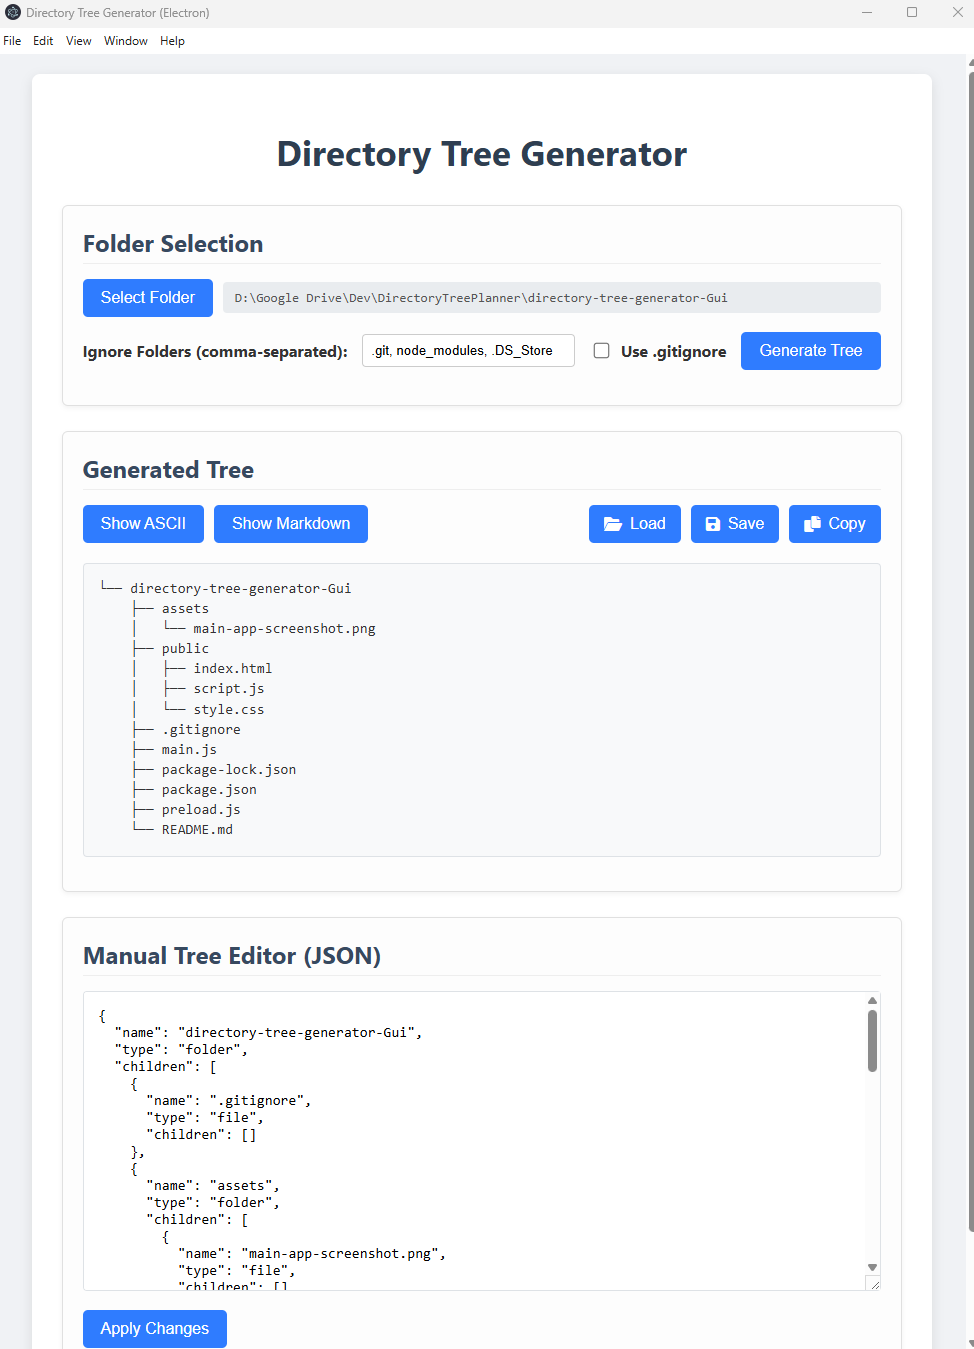 Directory Tree Generator (Electron)
File Edit View Window Help
Directory Tree Generator
Folder Selection
Select Folder D:\Google Drive\Dev\DirectoryTreePlanner\directory-tree-generator-Gui
Ignore Folders (comma-separated): .git, node_modules, .DS_Store Use .gitignore Generate Tree
Generated Tree
Show ASCII Show Markdown Load Save Copy
└── directory-tree-generator-Gui
    ├── assets
    │   └── main-app-screenshot.png
    ├── public
    │   ├── index.html
    │   ├── script.js
    │   └── style.css
    ├── .gitignore
    ├── main.js
    ├── package-lock.json
    ├── package.json
    ├── preload.js
    └── README.md
Manual Tree Editor (JSON)
{
  "name": "directory-tree-generator-Gui",
  "type": "folder",
  "children": [
    {
      "name": ".gitignore",
      "type": "file",
      "children": []
    },
    {
      "name": "assets",
      "type": "folder",
      "children": [
        {
          "name": "main-app-screenshot.png",
          "type": "file",
          "children": []
Apply Changes